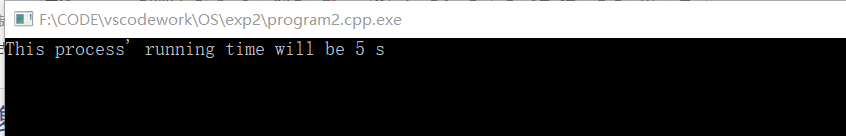 F:\CODE\vscodework\OS\exp2\program2.cpp.exe
This process' running time will be 5 s